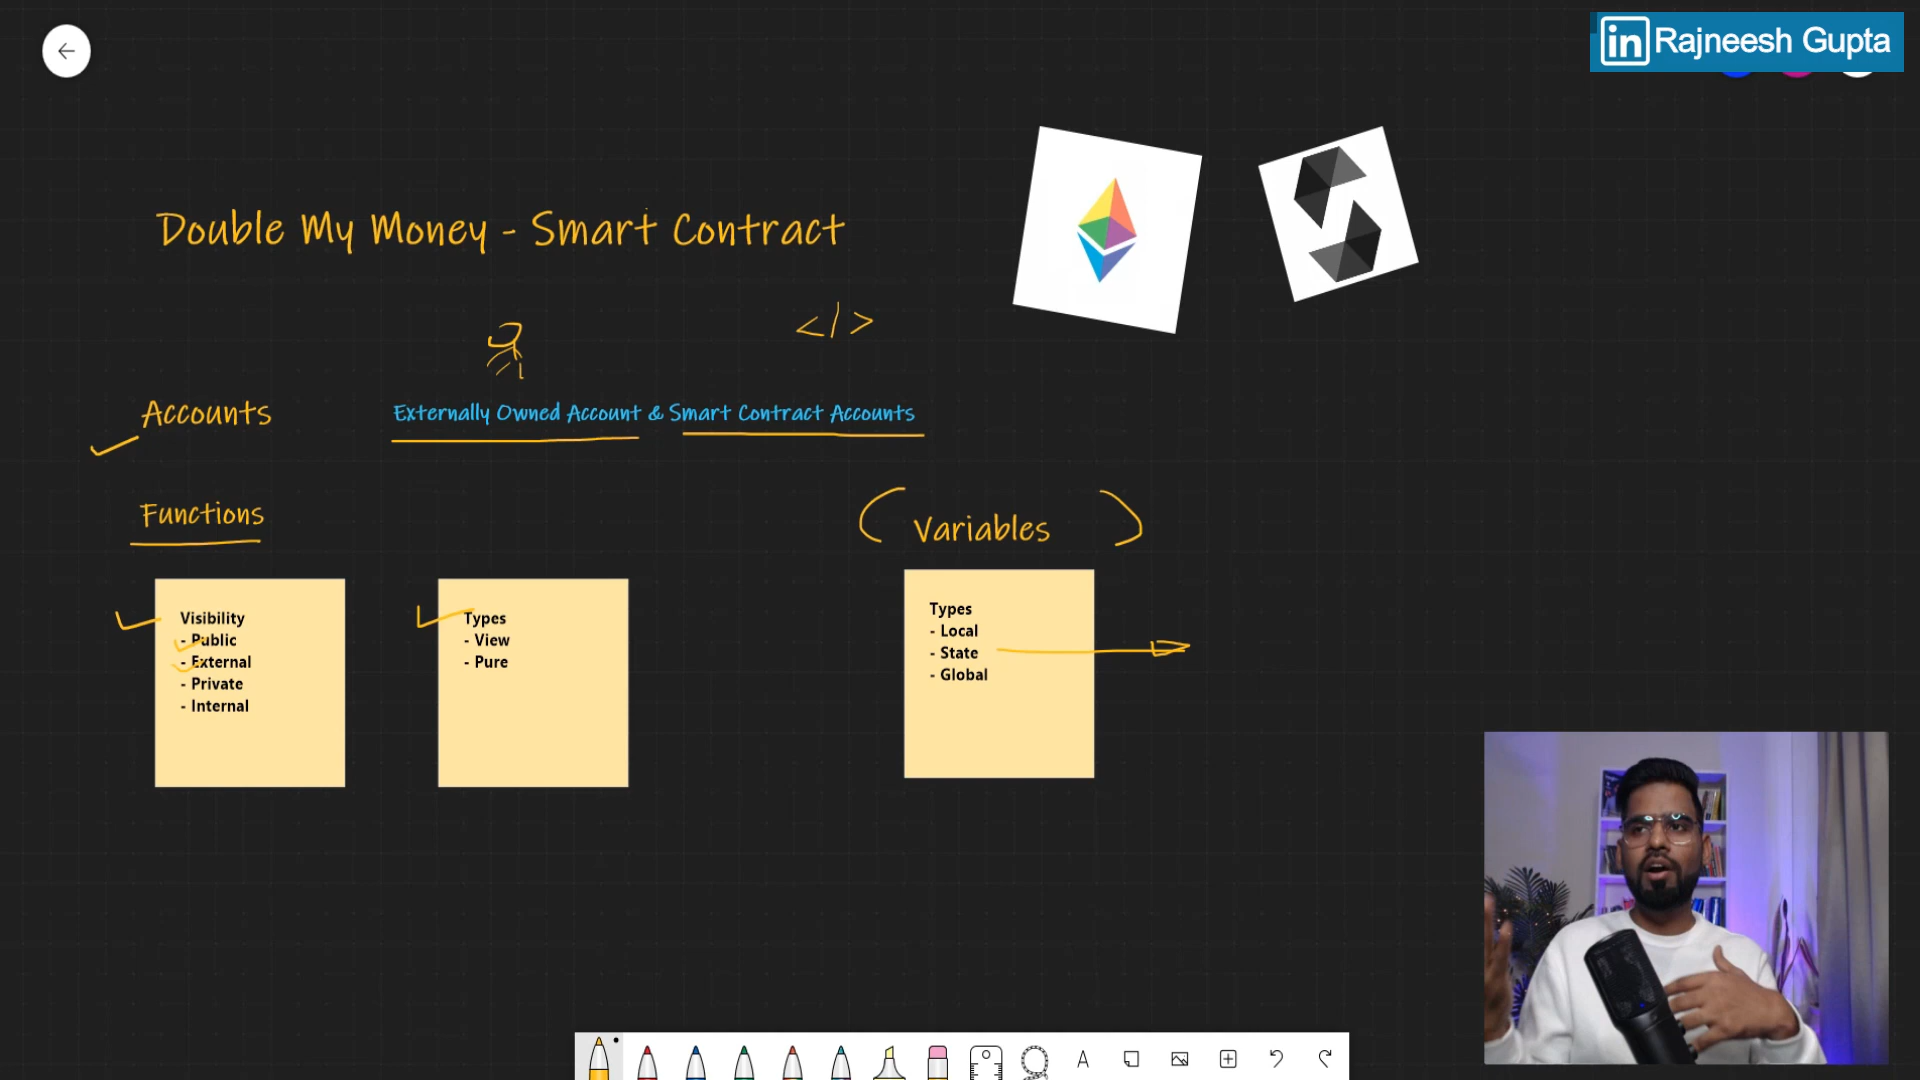 in Rajneesh Gupta
Double My Money - Smart Contract
</>
Accounts
Externally Owned Account & Smart Contract Accounts
Functions
Variables
Visibility
- Public
- External
- Private
- Internal
Types
- View
- Pure
Types
- Local
- State
- Global
A